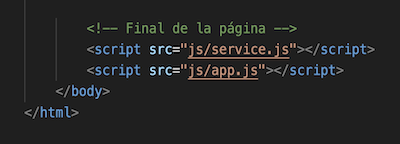 <!-- Final de la página -->
<script src="js/service.js"></script>
<script src="js/app.js"></script>
</body>
</html>